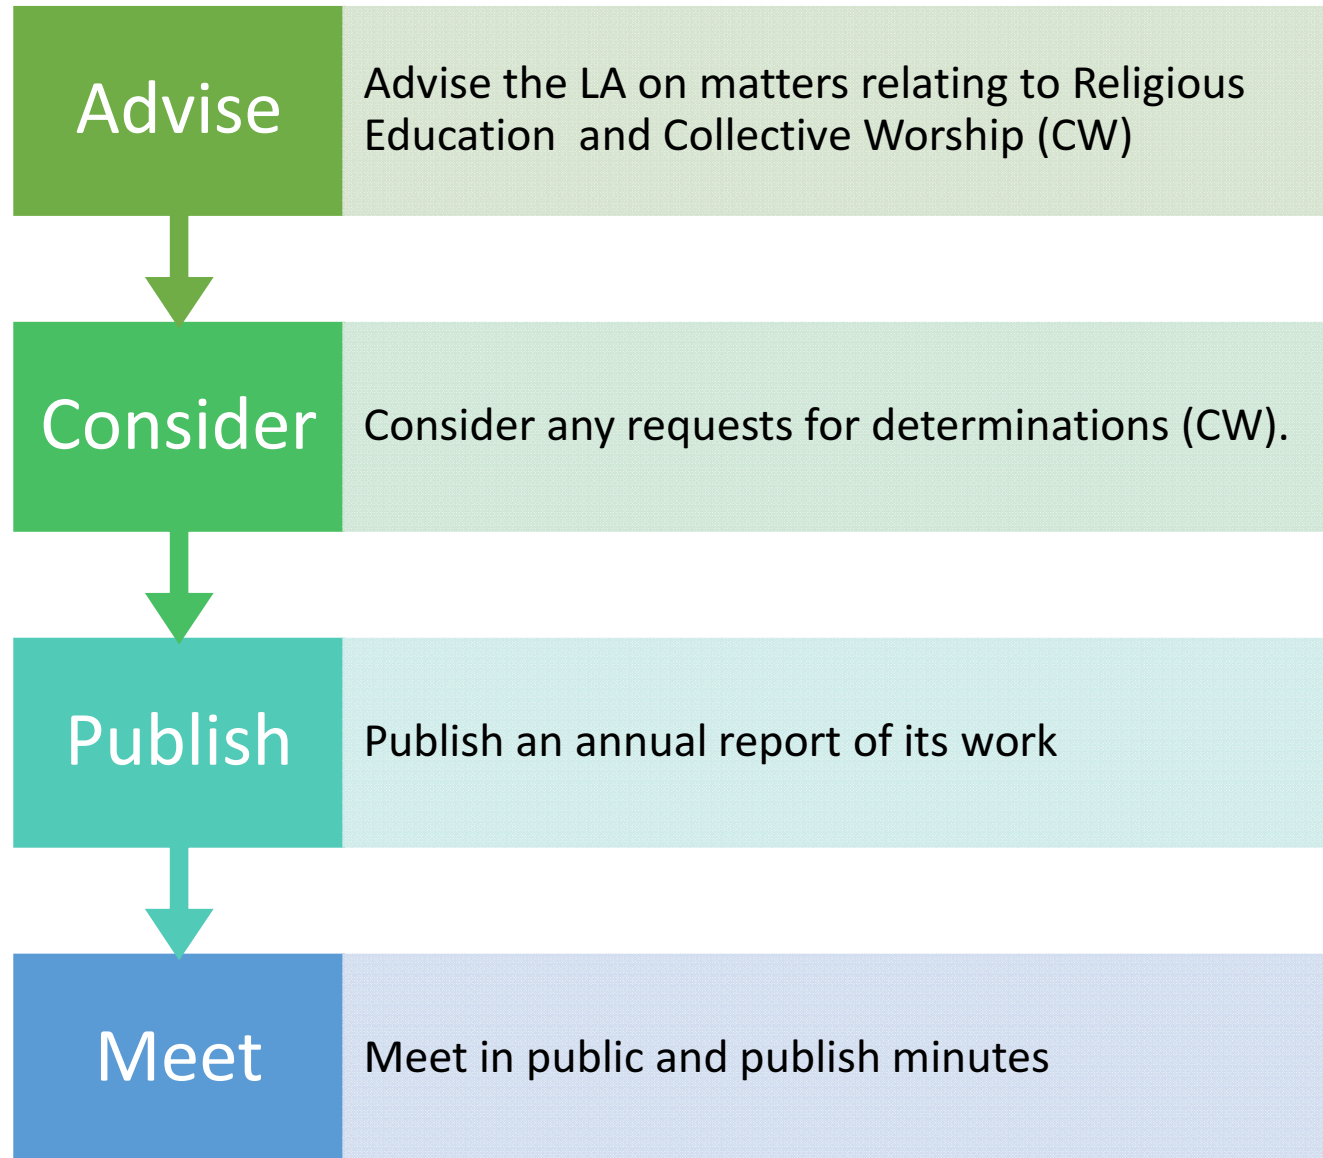 Advise
Advise the LA on matters relating to Religious
Education  and Collective Worship (CW)
Consider
Consider any requests for determinations (CW).
Publish
Publish an annual report of its work
Meet
Meet in public and publish minutes